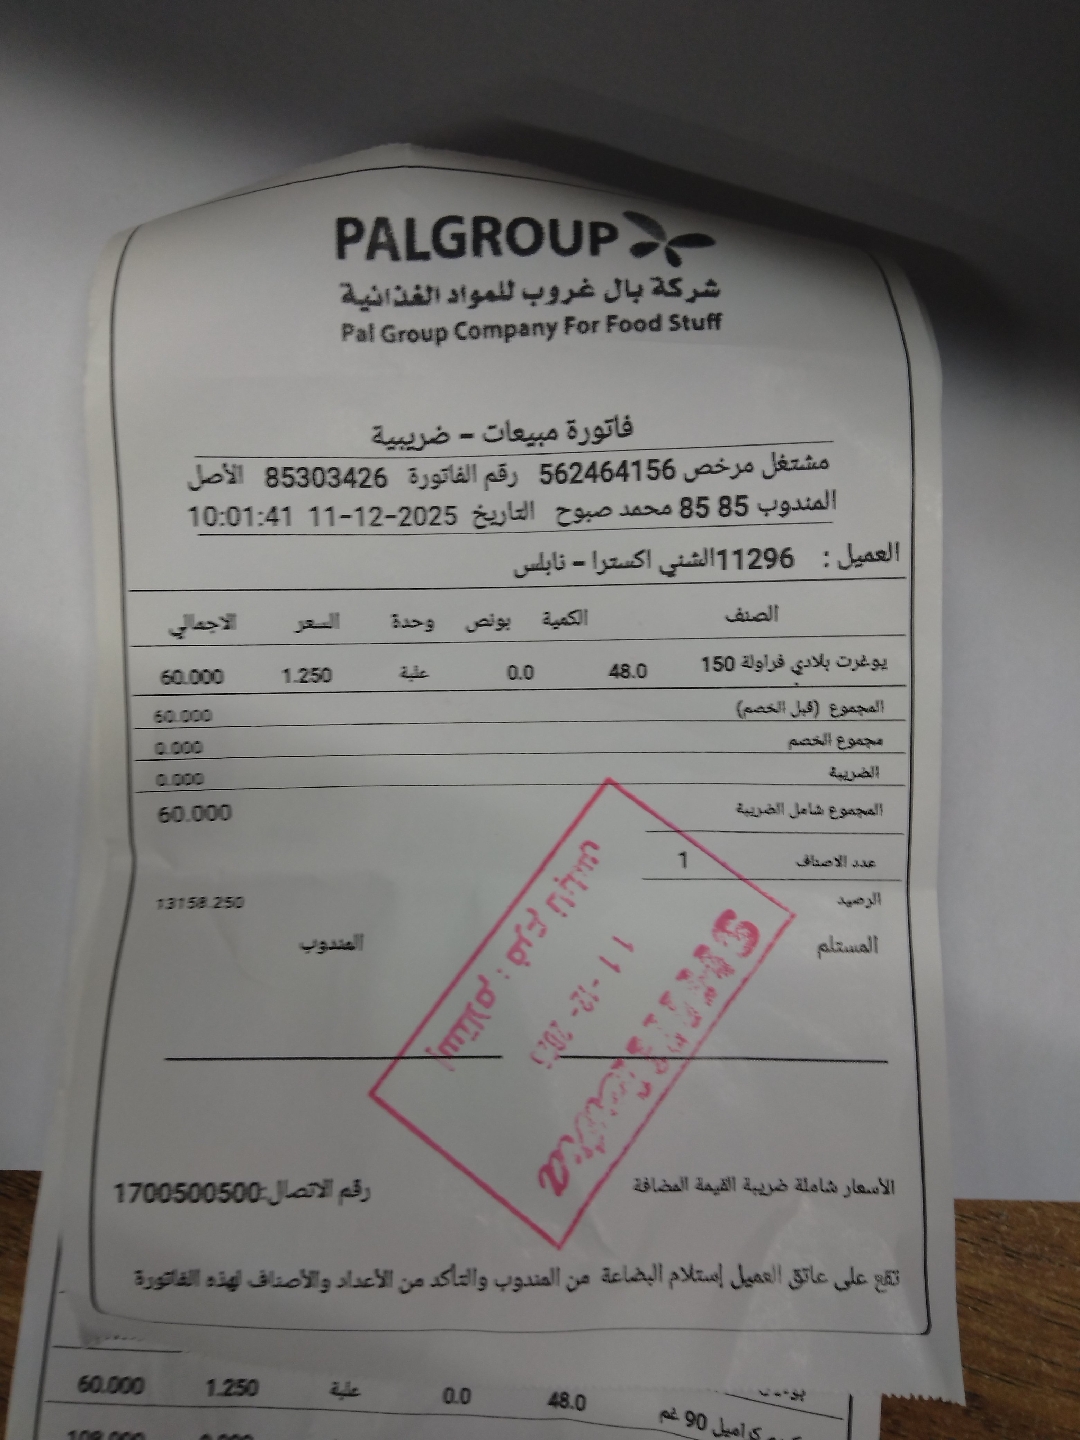 PALGROUP
شركة بال غروب للمواد الغذائية
Pal Group Company For Food Stuff
فاتورة مبيعات - ضريبية
مشتغل مرخص 562464156 رقم الفاتورة 85303426 الأصل
المندوب 85 85 محمد صبوح التاريخ 2025-12-11 10:01:41
العميل : 11296الشني اكسترا - نابلس
الصنف الكمية بونص وحدة السعر الاجمالي
يوغرت بلادي فراولة 150 48.0 0.0 علبة 1.250 60.000
المجموع (قبل الخصم) 60.000
مجموع الخصم 0.000
الضريبة 0.000
المجموع شامل الضريبة 60.000
عدد الاصناف 1
الرصيد 13158.250
المستلم المندوب
11-12-2025
الأسعار شاملة ضريبة القيمة المضافة رقم الاتصال:1700500500
تقع على عاتق العميل إستلام البضاعة من المندوب والتأكد من الأعداد والأصناف لهذه الفاتورة
48.0 0.0 علبة 1.250 60.000
90 غم